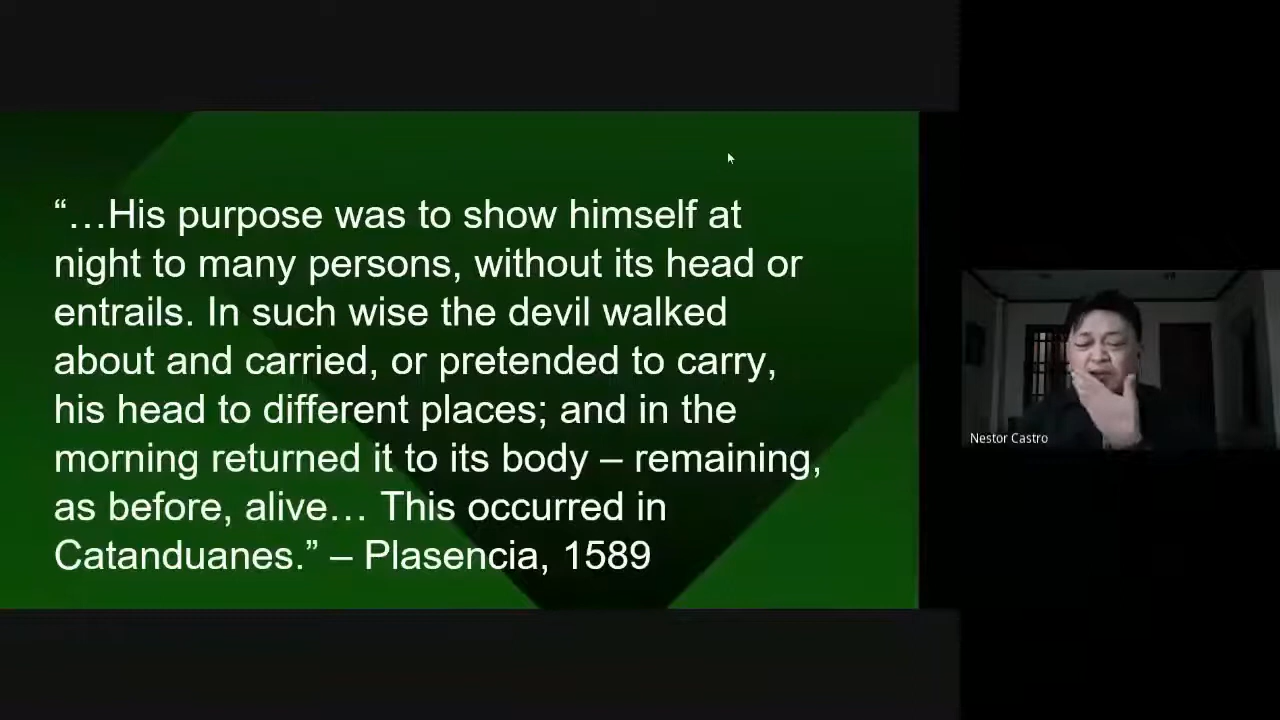 “…His purpose was to show himself at
night to many persons, without its head or
entrails. In such wise the devil walked
about and carried, or pretended to carry,
his head to different places; and in the
morning returned it to its body – remaining,
as before, alive… This occurred in
Catanduanes.” – Plasencia, 1589
Nestor Castro